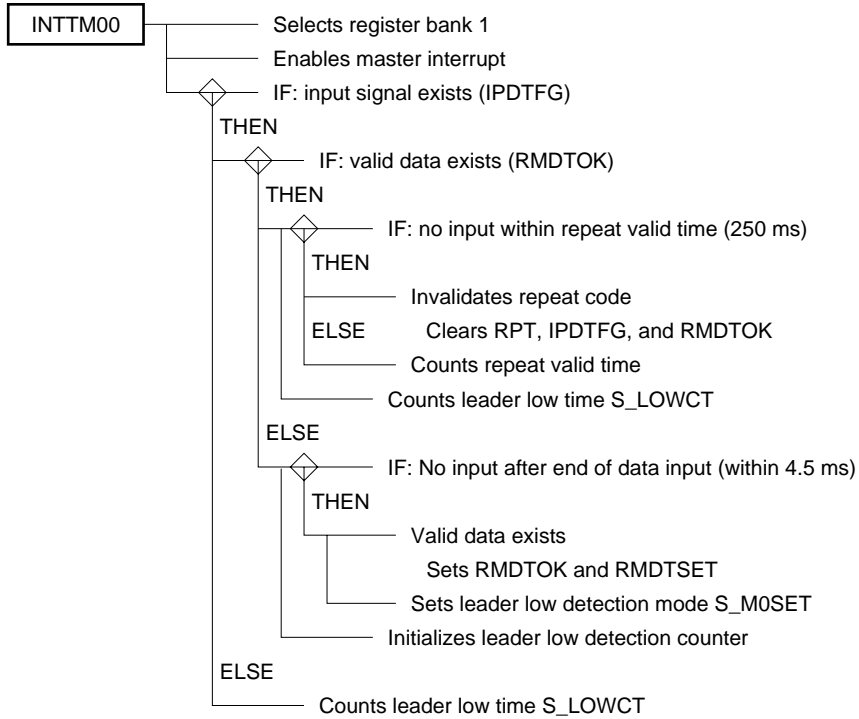 INTTM00
Selects register bank 1
Enables master interrupt
IF: input signal exists (IPDTFG)
THEN
IF: valid data exists (RMDTOK)
THEN
IF: no input within repeat valid time (250 ms)
THEN
Invalidates repeat code
ELSE
Clears RPT, IPDTFG, and RMDTOK
Counts repeat valid time
Counts leader low time S_LOWCT
ELSE
IF: No input after end of data input (within 4.5 ms)
THEN
Valid data exists
Sets RMDTOK and RMDTSET
Sets leader low detection mode S_M0SET
Initializes leader low detection counter
ELSE
Counts leader low time S_LOWCT